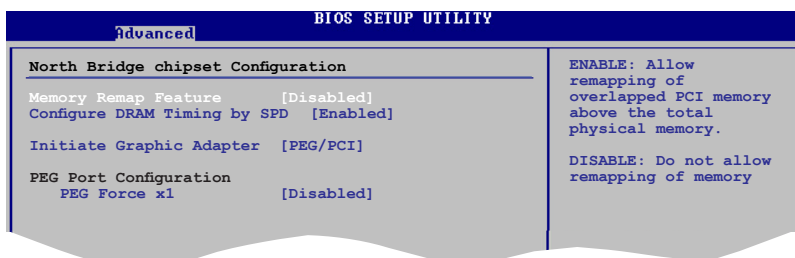 BIOS SETUP UTILITY
Advanced
North Bridge chipset Configuration
Memory Remap Feature [Disabled]
Configure DRAM Timing by SPD [Enabled]
Initiate Graphic Adapter [PEG/PCI]
PEG Port Configuration
PEG Force x1 [Disabled]
ENABLE: Allow
remapping of
overlapped PCI memory
above the total
physical memory.
DISABLE: Do not allow
remapping of memory